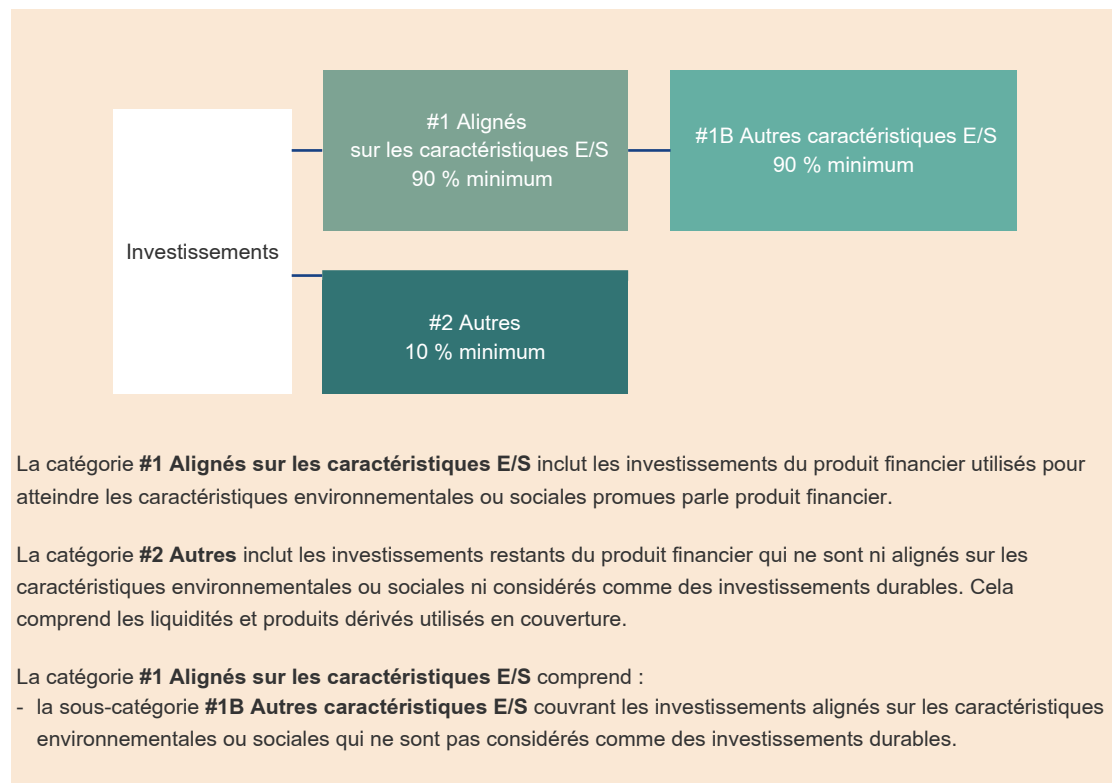 #1 Alignés
sur les caractéristiques E/S
90 % minimum
#1B Autres caractéristiques E/S
90 % minimum
Investissements
#2 Autres
10 % minimum
La catégorie #1 Alignés sur les caractéristiques E/S inclut les investissements du produit financier utilisés pour
atteindre les caractéristiques environnementales ou sociales promues parle produit financier.
La catégorie #2 Autres inclut les investissements restants du produit financier qui ne sont ni alignés sur les
caractéristiques environnementales ou sociales ni considérés comme des investissements durables. Cela
comprend les liquidités et produits dérivés utilisés en couverture.
La catégorie #1 Alignés sur les caractéristiques E/S comprend :
- la sous-catégorie #1B Autres caractéristiques E/S couvrant les investissements alignés sur les caractéristiques
environnementales ou sociales qui ne sont pas considérés comme des investissements durables.